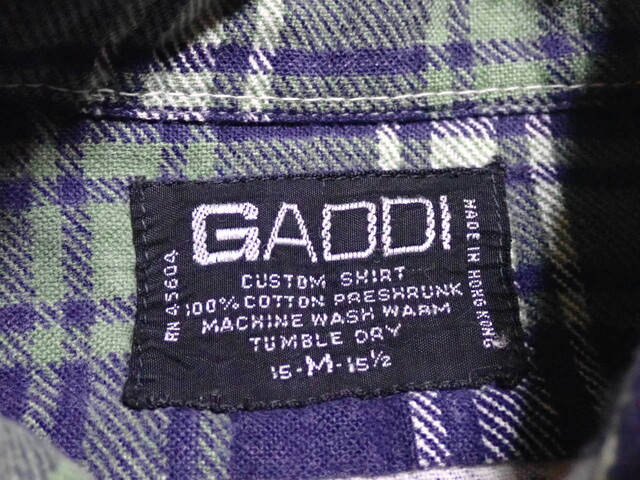 GADDI
CUSTOM SHIRT
100% COTTON PRESHRUNK
MACHINE WASH WARM
TUMBLE DRY
15-M-15½
RN 45604
MADE IN HONG KONG